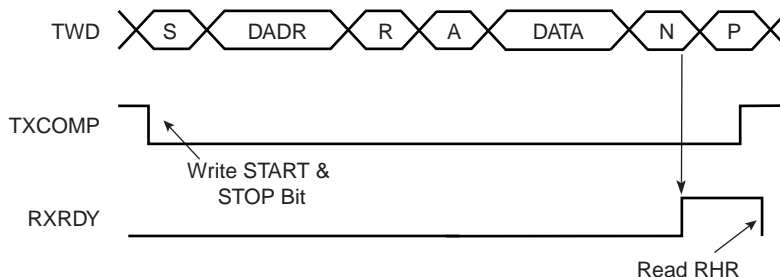 TWD S DADR R A DATA N P
TXCOMP
Write START &
STOP Bit
RXRDY
Read RHR